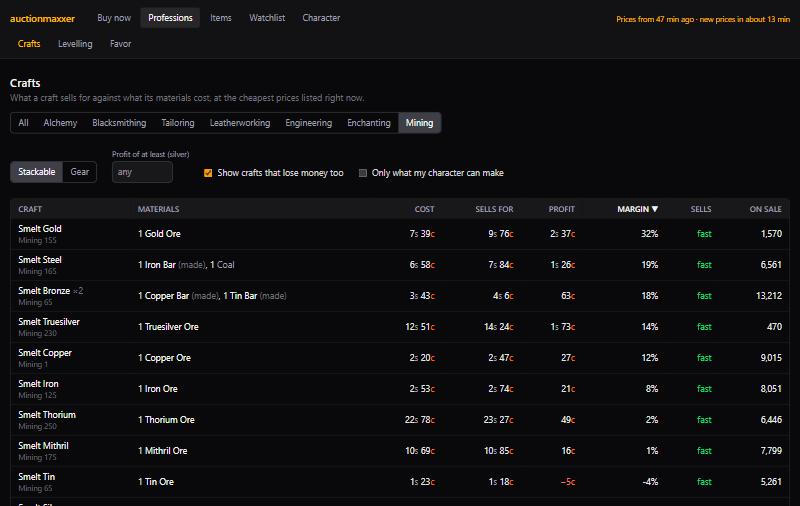 auctionmaxxer Buy now Professions Items Watchlist Character Prices from 47 min ago · new prices in about 13 min
Crafts Levelling Favor
Crafts
What a craft sells for against what its materials cost, at the cheapest prices listed right now.
All Alchemy Blacksmithing Tailoring Leatherworking Engineering Enchanting Mining
Profit of at least (silver)
Stackable Gear any Show crafts that lose money too Only what my character can make
CRAFT MATERIALS COST SELLS FOR PROFIT MARGIN ▼ SELLS ON SALE
Smelt Gold
Mining 155
1 Gold Ore 7s 39c 9s 76c 2s 37c 32% fast 1,570
Smelt Steel
Mining 165
1 Iron Bar (made), 1 Coal 6s 58c 7s 84c 1s 26c 19% fast 6,561
Smelt Bronze ×2
Mining 65
1 Copper Bar (made), 1 Tin Bar (made) 3s 43c 4s 6c 63c 18% fast 13,212
Smelt Truesilver
Mining 230
1 Truesilver Ore 12s 51c 14s 24c 1s 73c 14% fast 470
Smelt Copper
Mining 1
1 Copper Ore 2s 20c 2s 47c 27c 12% fast 9,015
Smelt Iron
Mining 125
1 Iron Ore 2s 53c 2s 74c 21c 8% fast 8,051
Smelt Thorium
Mining 250
1 Thorium Ore 22s 78c 23s 27c 49c 2% fast 6,446
Smelt Mithril
Mining 175
1 Mithril Ore 10s 69c 10s 85c 16c 1% fast 7,799
Smelt Tin
Mining 65
1 Tin Ore 1s 23c 1s 18c −5c -4% fast 5,261